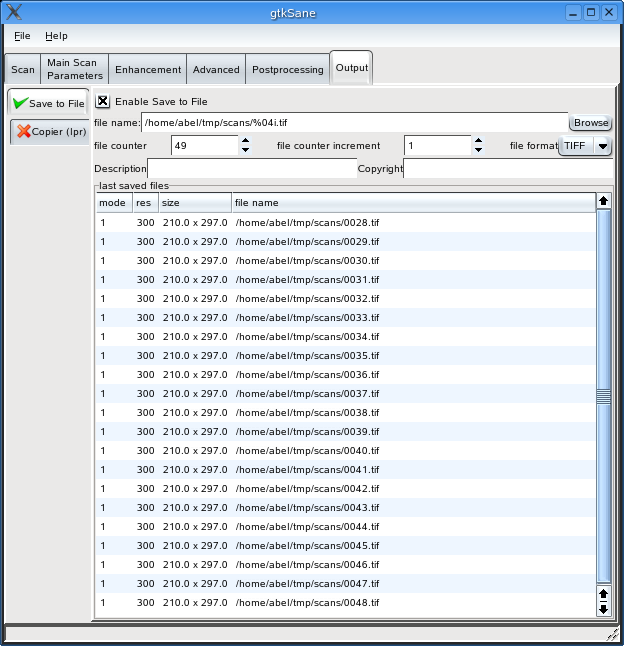 gtkSane
File Help
Scan Main Scan Parameters Enhancement Advanced Postprocessing Output
Save to File
Copier (lpr)
Enable Save to File
file name: /home/abel/tmp/scans/%04i.tif Browse
file counter 49 file counter increment 1 file format TIFF
Description Copyright
last saved files
mode res size file name
1 300 210.0 x 297.0 /home/abel/tmp/scans/0028.tif
1 300 210.0 x 297.0 /home/abel/tmp/scans/0029.tif
1 300 210.0 x 297.0 /home/abel/tmp/scans/0030.tif
1 300 210.0 x 297.0 /home/abel/tmp/scans/0031.tif
1 300 210.0 x 297.0 /home/abel/tmp/scans/0032.tif
1 300 210.0 x 297.0 /home/abel/tmp/scans/0033.tif
1 300 210.0 x 297.0 /home/abel/tmp/scans/0034.tif
1 300 210.0 x 297.0 /home/abel/tmp/scans/0035.tif
1 300 210.0 x 297.0 /home/abel/tmp/scans/0036.tif
1 300 210.0 x 297.0 /home/abel/tmp/scans/0037.tif
1 300 210.0 x 297.0 /home/abel/tmp/scans/0038.tif
1 300 210.0 x 297.0 /home/abel/tmp/scans/0039.tif
1 300 210.0 x 297.0 /home/abel/tmp/scans/0040.tif
1 300 210.0 x 297.0 /home/abel/tmp/scans/0041.tif
1 300 210.0 x 297.0 /home/abel/tmp/scans/0042.tif
1 300 210.0 x 297.0 /home/abel/tmp/scans/0043.tif
1 300 210.0 x 297.0 /home/abel/tmp/scans/0044.tif
1 300 210.0 x 297.0 /home/abel/tmp/scans/0045.tif
1 300 210.0 x 297.0 /home/abel/tmp/scans/0046.tif
1 300 210.0 x 297.0 /home/abel/tmp/scans/0047.tif
1 300 210.0 x 297.0 /home/abel/tmp/scans/0048.tif